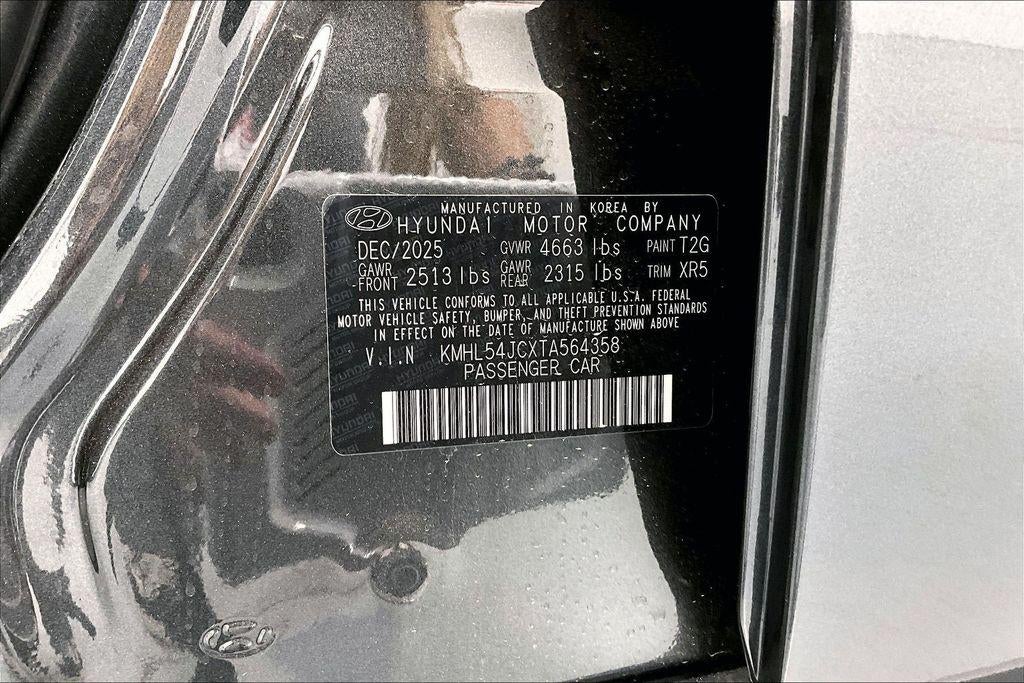 MANUFACTURED IN KOREA BY
HYUNDAI MOTOR COMPANY
DEC/2025 GVWR 4663 lbs PAINT T2G
GAWR FRONT 2513 lbs GAWR REAR 2315 lbs TRIM XR5
THIS VEHICLE CONFORMS TO ALL APPLICABLE U.S.A. FEDERAL
MOTOR VEHICLE SAFETY, BUMPER, AND THEFT PREVENTION STANDARDS
IN EFFECT ON THE DATE OF MANUFACTURE SHOWN ABOVE
V.I.N KMHL54JCXTA564358
PASSENGER CAR